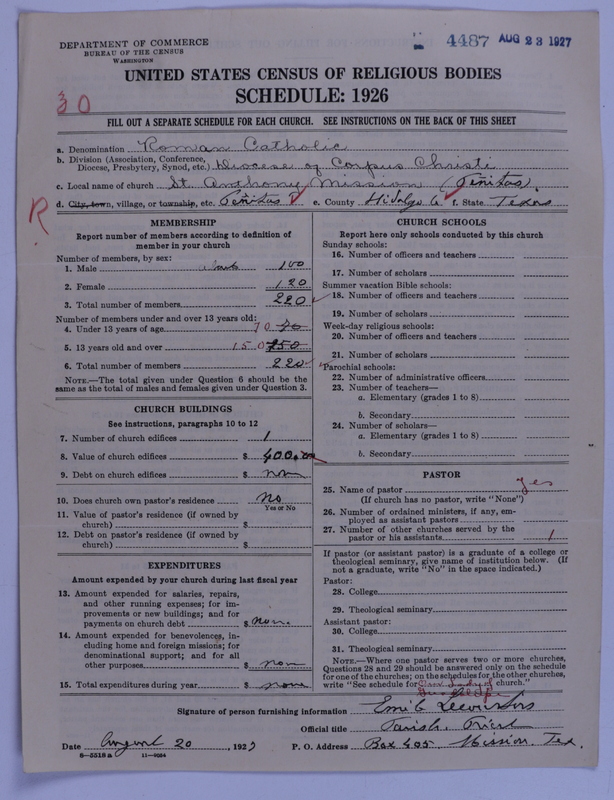 DEPARTMENT OF COMMERCE
BUREAU OF THE CENSUS
WASHINGTON
4487 AUG 23 1927
UNITED STATES CENSUS OF RELIGIOUS BODIES
SCHEDULE: 1926
30
FILL OUT A SEPARATE SCHEDULE FOR EACH CHURCH. SEE INSTRUCTIONS ON THE BACK OF THIS SHEET
a. Denomination Roman Catholic
b. Division (Association, Conference, Diocese, Presbytery, Synod, etc.) Diocese of Corpus Christi
c. Local name of church St. Anthony Mission (Peñitas)
d. City, town, village, or township, etc. Peñitas e. County Hidalgo Co f. State Texas
R
MEMBERSHIP
Report number of members according to definition of
member in your church
Number of members, by sex:
1. Male about 100
2. Female 120
3. Total number of members 220
Number of members under and over 13 years old:
4. Under 13 years of age 70 70
5. 13 years old and over 150 150
6. Total number of members 220
NOTE.—The total given under Question 6 should be the
same as the total of males and females given under Question 3.
CHURCH BUILDINGS
See instructions, paragraphs 10 to 12
7. Number of church edifices 1
8. Value of church edifices $ 400.00
9. Debt on church edifices $ non
10. Does church own pastor's residence No
Yes or No
11. Value of pastor's residence (if owned by
church) $
12. Debt on pastor's residence (if owned by
church) $
EXPENDITURES
Amount expended by your church during last fiscal year
13. Amount expended for salaries, repairs,
and other running expenses; for im-
provements or new buildings; and for
payments on church debt $ none
14. Amount expended for benevolences, in-
cluding home and foreign missions; for
denominational support; and for all
other purposes $ non
15. Total expenditures during year $ none
CHURCH SCHOOLS
Report here only schools conducted by this church
Sunday schools:
16. Number of officers and teachers
17. Number of scholars
Summer vacation Bible schools:
18. Number of officers and teachers
19. Number of scholars
Week-day religious schools:
20. Number of officers and teachers
21. Number of scholars
Parochial schools:
22. Number of administrative officers
23. Number of teachers—
a. Elementary (grades 1 to 8)
b. Secondary
24. Number of scholars—
a. Elementary (grades 1 to 8)
b. Secondary
PASTOR
25. Name of pastor yes
(If church has no pastor, write "None")
26. Number of ordained ministers, if any, em-
ployed as assistant pastors
27. Number of other churches served by the
pastor or his assistants 1
If pastor (or assistant pastor) is a graduate of a college or
theological seminary, give name of institution below. (If
not a graduate, write "No" in the space indicated.)
Pastor:
28. College
29. Theological seminary
Assistant pastor:
30. College
31. Theological seminary
NOTE.—Where one pastor serves two or more churches,
Questions 28 and 29 should be answered only on the schedule
for one of the churches; on the schedules for the other churches,
write "See schedule for Our Lady of church."
Guadalupe
Signature of person furnishing information Emil
Official title Parish Priest
Date August 20, 1927 P. O. Address Box 405 Mission, Tex.
8—5318a 11—9064